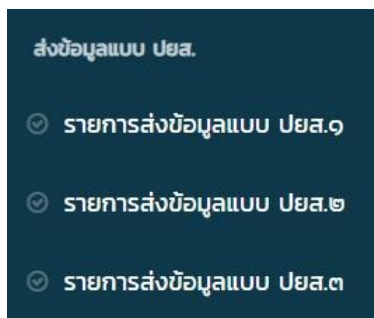 ส่งข้อมูลแบบ ปยส.
รายการส่งข้อมูลแบบ ปยส.๑
รายการส่งข้อมูลแบบ ปยส.๒
รายการส่งข้อมูลแบบ ปยส.๓